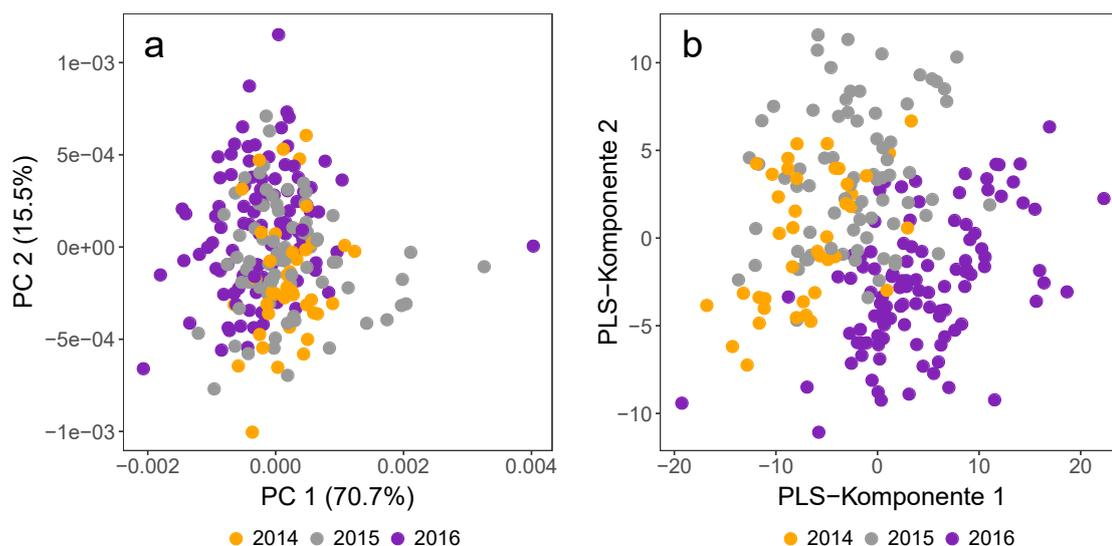 a
1e−03
5e−04
0e+00
−5e−04
−1e−03
PC 2 (15.5%)
−0.002 0.000 0.002 0.004
PC 1 (70.7%)
2014 2015 2016
b
10
5
0
−5
−10
PLS−Komponente 2
−20 −10 0 10 20
PLS−Komponente 1
2014 2015 2016